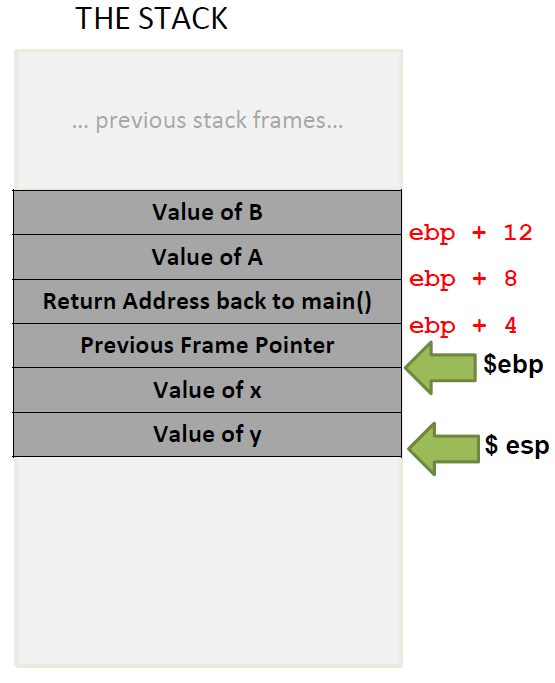 THE STACK
... previous stack frames...
Value of B
ebp + 12
Value of A
ebp + 8
Return Address back to main()
ebp + 4
Previous Frame Pointer
$ebp
Value of x
Value of y
$ esp